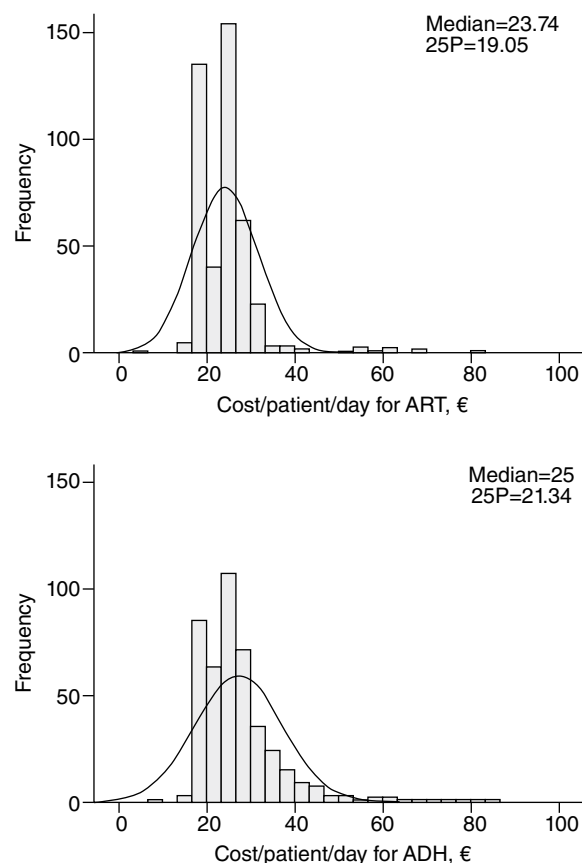 Median=23.74
25P=19.05
150
100
50
0
Frequency
0 20 40 60 80 100
Cost/patient/day for ART, €
Median=25
25P=21.34
150
100
50
0
Frequency
0 20 40 60 80 100
Cost/patient/day for ADH, €